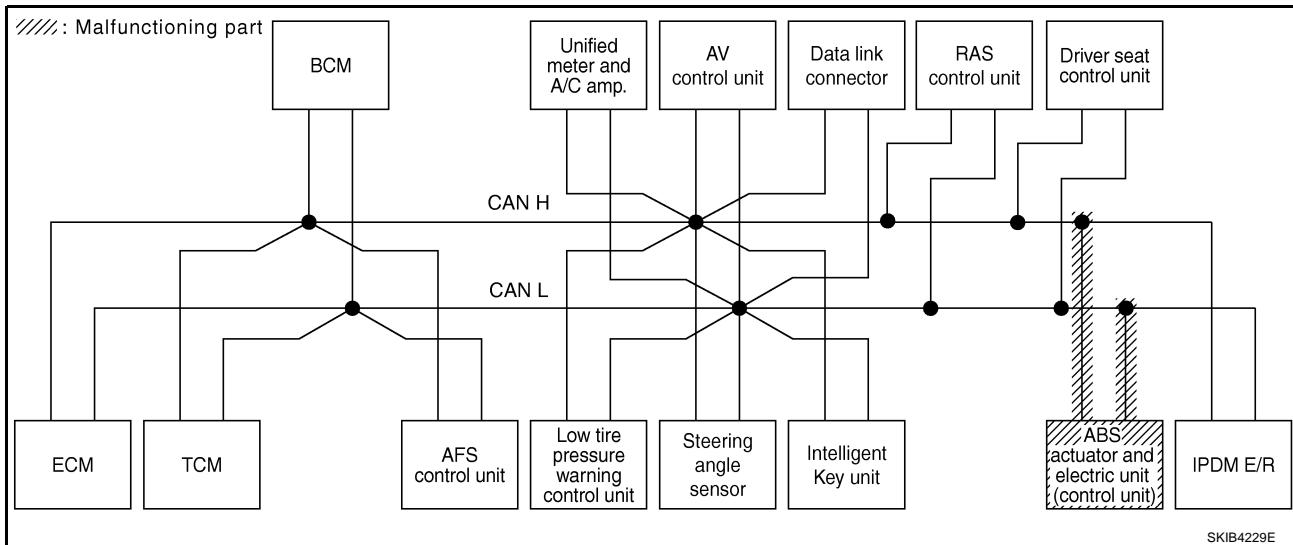 : Malfunctioning part
BCM
Unified
meter and
A/C amp.
AV
control unit
Data link
connector
RAS
control unit
Driver seat
control unit
CAN H
CAN L
ECM
TCM
AFS
control unit
Low tire
pressure
warning
control unit
Steering
angle
sensor
Intelligent
Key unit
ABS
actuator and
electric unit
(control unit)
IPDM E/R
SKIB4229E